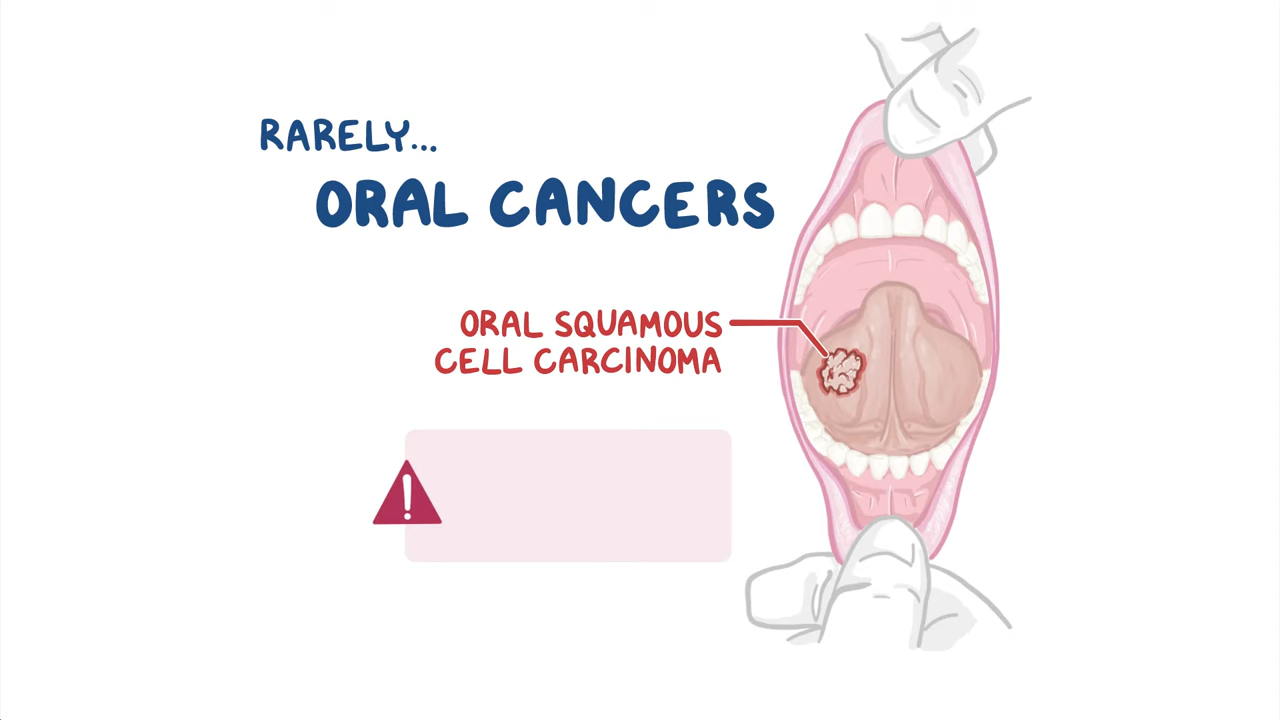 RARELY...
ORAL CANCERS
ORAL SQUAMOUS
CELL CARCINOMA
!